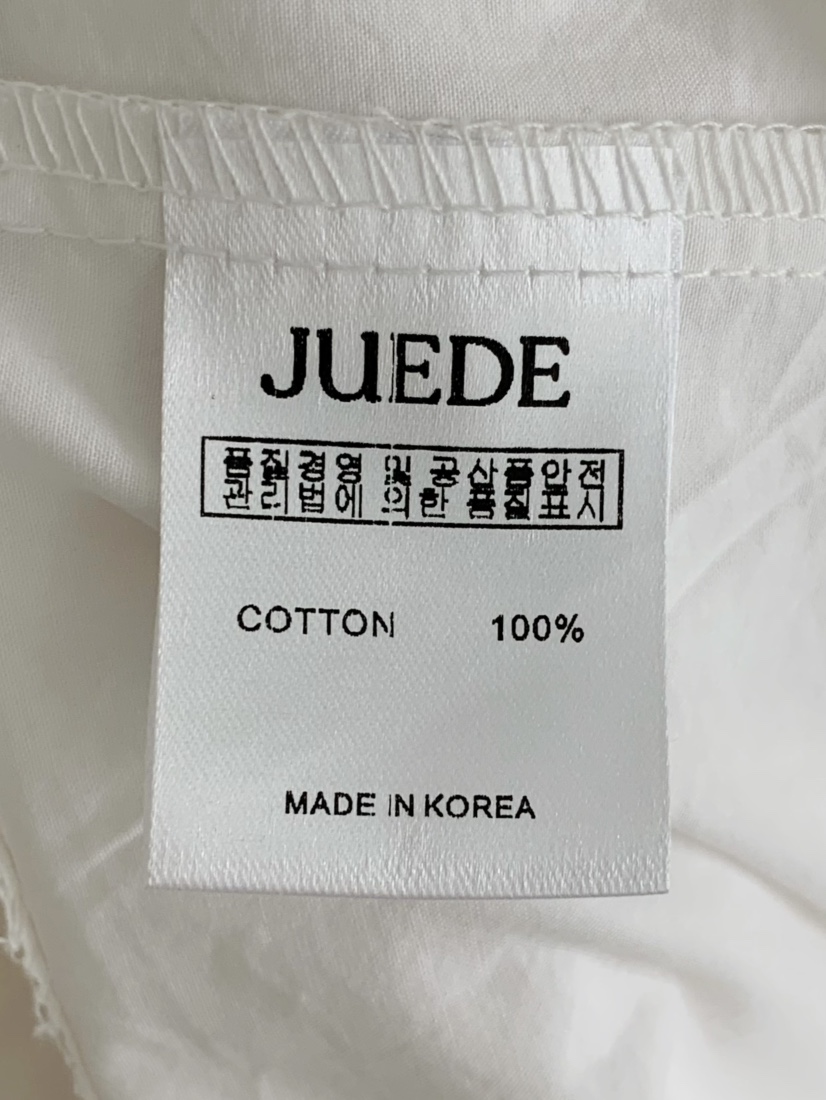 JUEDE
품질경영 및 공산품안전
관리법에 의한 품질표시
COTTON 100%
MADE IN KOREA